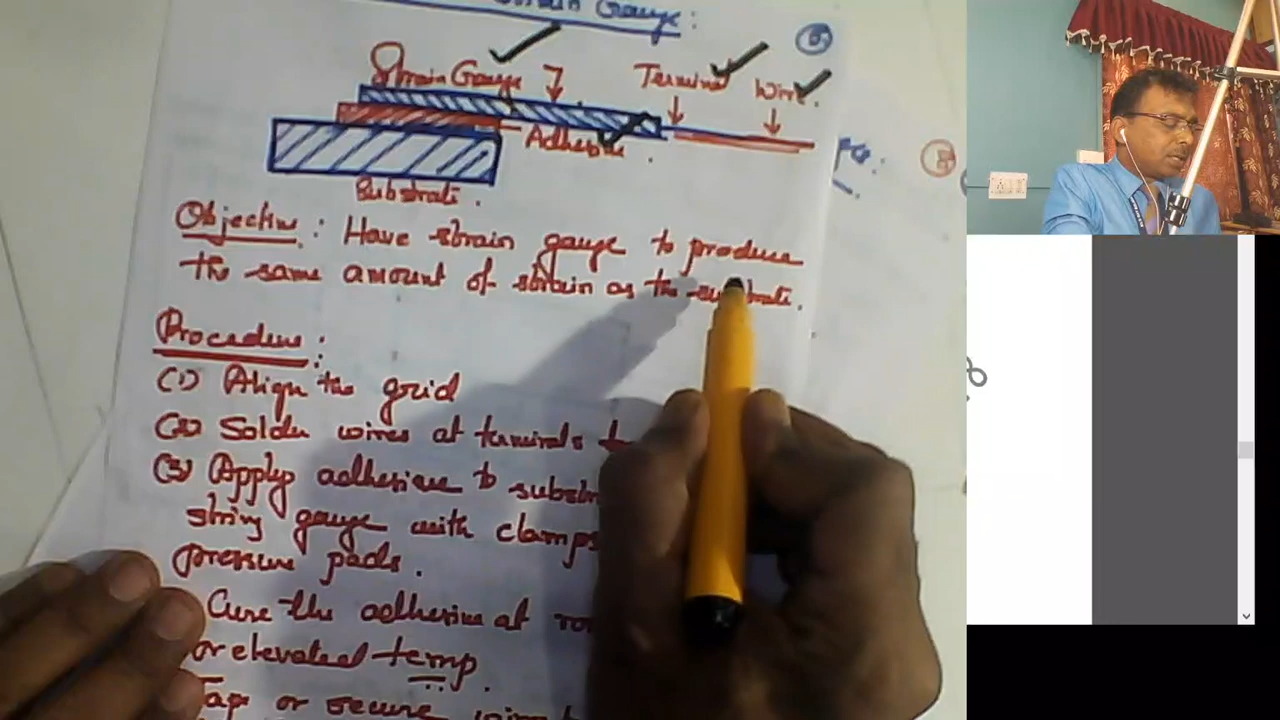 Strain Gauge:
5
Strain Gauge
Terminal
Wire.
Adhesive.
Substrate.
Objective: Have strain gauge to produce
the same amount of strain as the substrate.
Procedure:
(1) Align the grid
(2) Solder wires at terminals
(3) Apply adhesive to
string gauge with clamps
pressure pads.
Cure the adhesive at
or elevated temp.
or secure